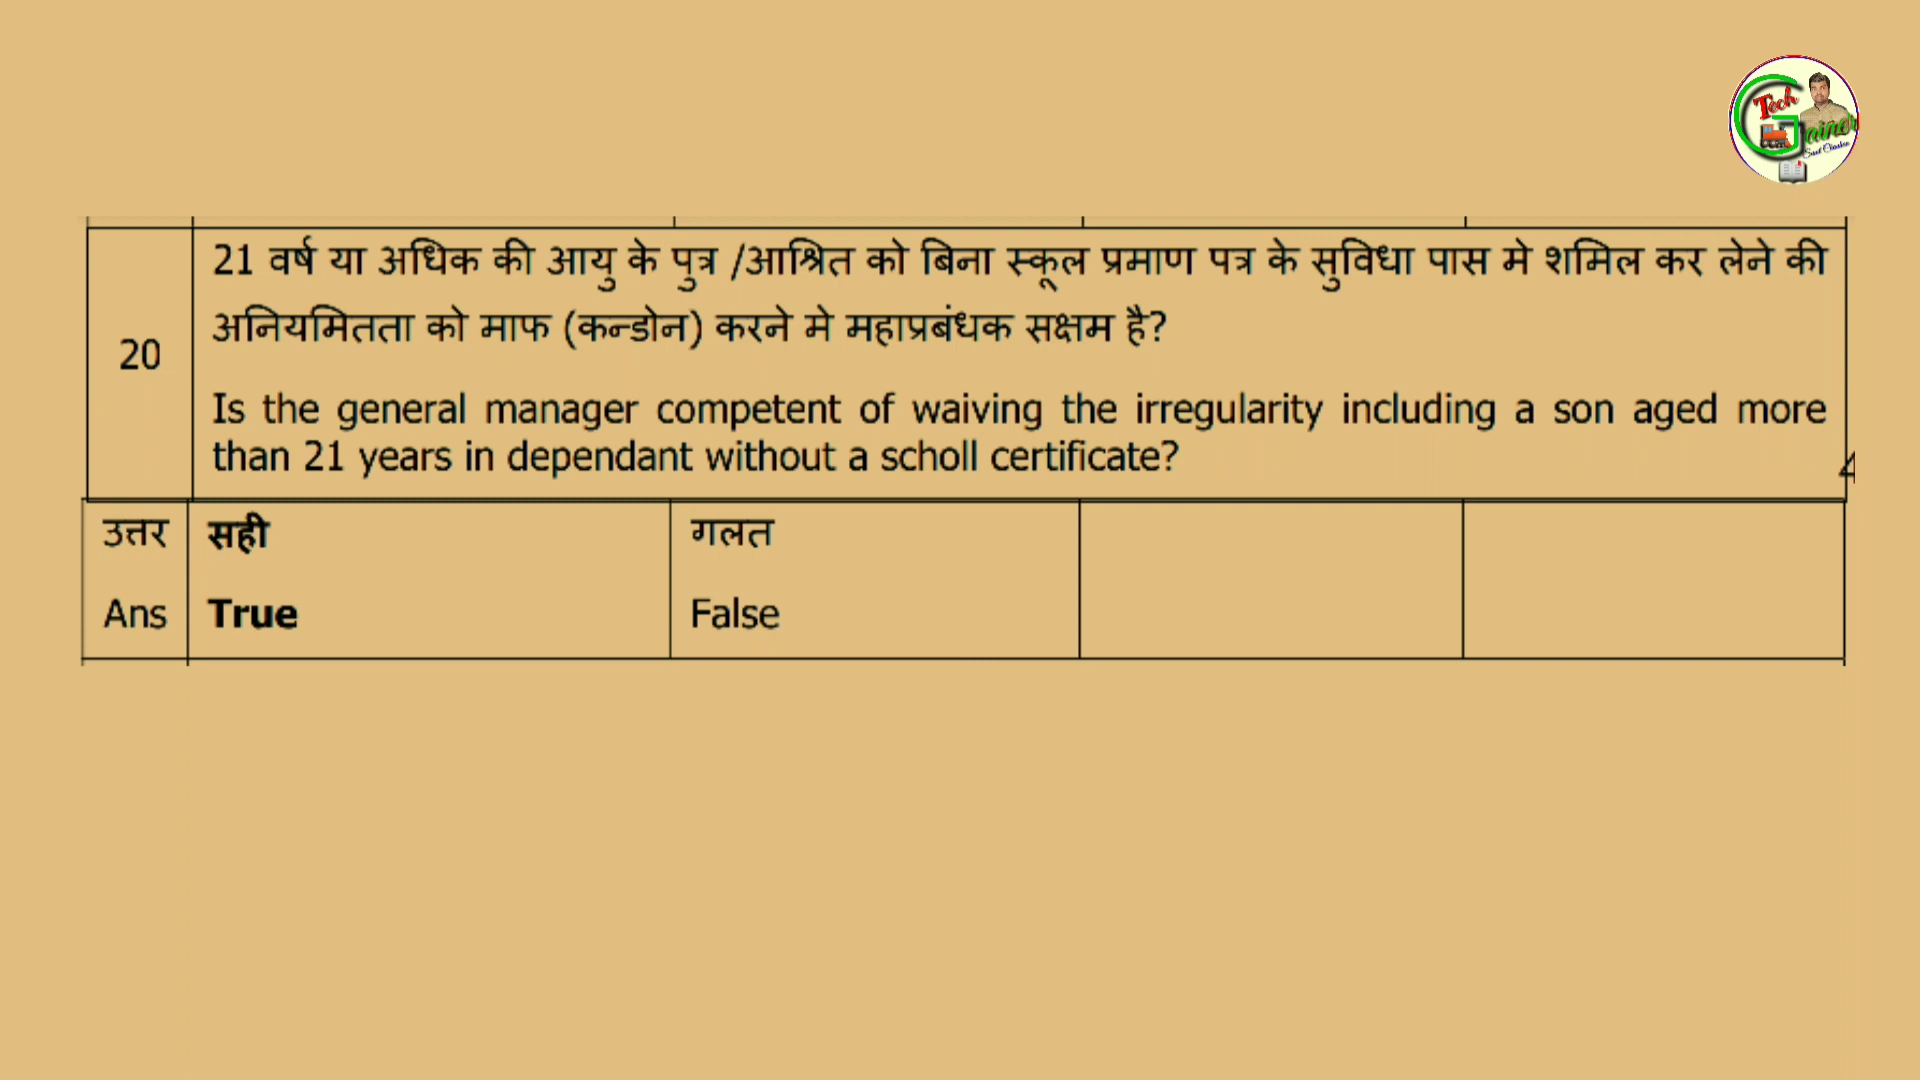 Tech
Gainer
21 वर्ष या अधिक की आयु के पुत्र /आश्रित को बिना स्कूल प्रमाण पत्र के सुविधा पास मे शमिल कर लेने की
अनियमितता को माफ (कन्डोन) करने मे महाप्रबंधक सक्षम है?
20
Is the general manager competent of waiving the irregularity including a son aged more
than 21 years in dependant without a scholl certificate?
उत्तर सही गलत
Ans True False